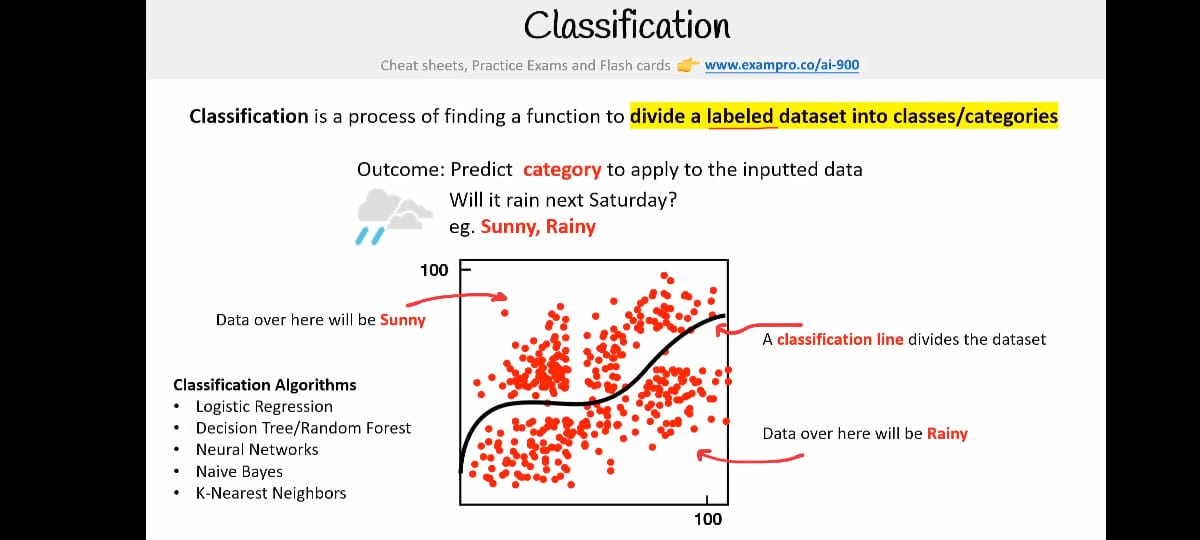 Classification
Cheat sheets, Practice Exams and Flash cards 👉 www.exampro.co/ai-900
Classification is a process of finding a function to divide a labeled dataset into classes/categories
Outcome: Predict category to apply to the inputted data
Will it rain next Saturday?
eg. Sunny, Rainy
100
Data over here will be Sunny
A classification line divides the dataset
Classification Algorithms
• Logistic Regression
• Decision Tree/Random Forest
• Neural Networks
• Naive Bayes
• K-Nearest Neighbors
Data over here will be Rainy
100